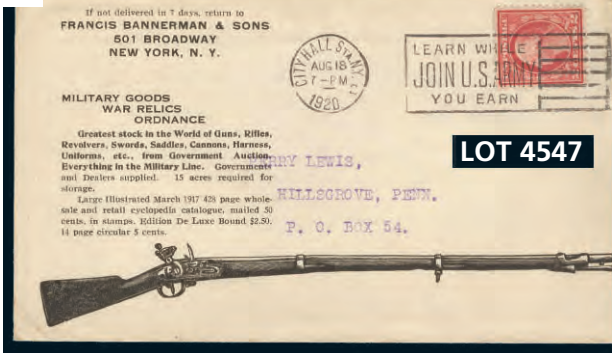 If not delivered in 7 days, return to
FRANCIS BANNERMAN & SONS
501 BROADWAY
NEW YORK, N. Y.
CITY HALL STA. N.Y.
AUG 18
7-PM
1920
LEARN WHILE
JOIN U.S. ARMY
YOU EARN
MILITARY GOODS
WAR RELICS
ORDNANCE
Greatest stock in the World of Guns, Rifles,
Revolvers, Swords, Saddles, Cannons, Harness,
Uniforms, etc., from Government Auction.
Everything in the Military Line. Governments
and Dealers supplied. 15 acres required for
storage.
Large Illustrated March 1917 428 page whole-
sale and retail cyclopedia catalogue, mailed 50
cents, in stamps. Edition De Luxe Bound $2.50.
14 page circular 5 cents.
LEWIS,
HILLSGROVE, PENN.
P. O. BOX 54.
LOT 4547